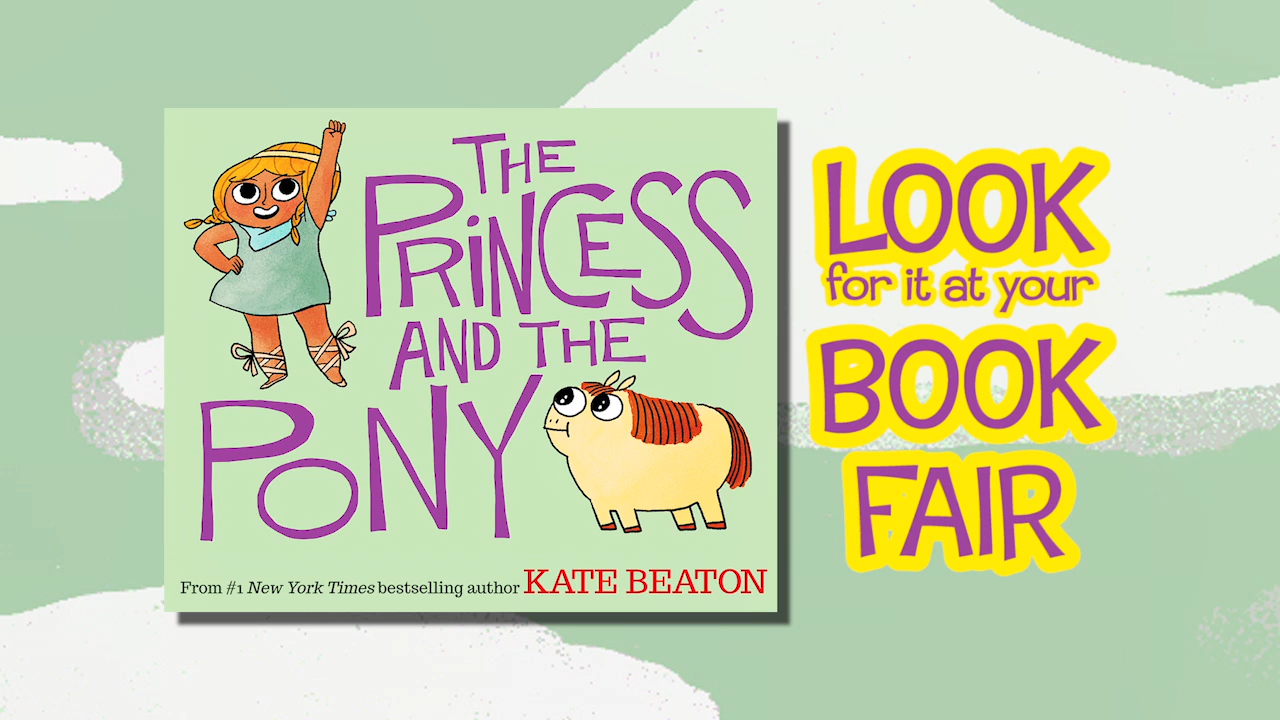 THE
PRiNCESS
AND THE
PONY
From #1 New York Times bestselling author KATE BEATON
LOOK
for it at your
BOOK
FAIR